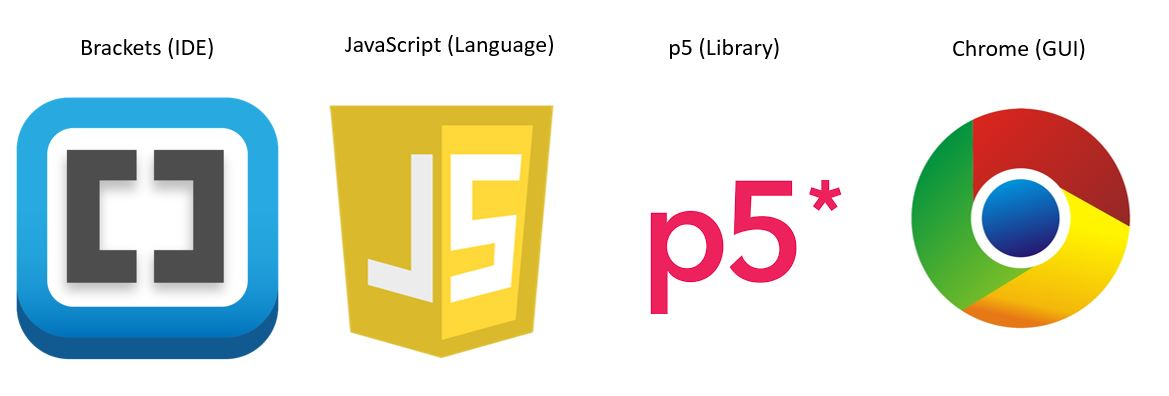 Brackets (IDE)
JavaScript (Language)
p5 (Library)
Chrome (GUI)
[]
JS
p5*